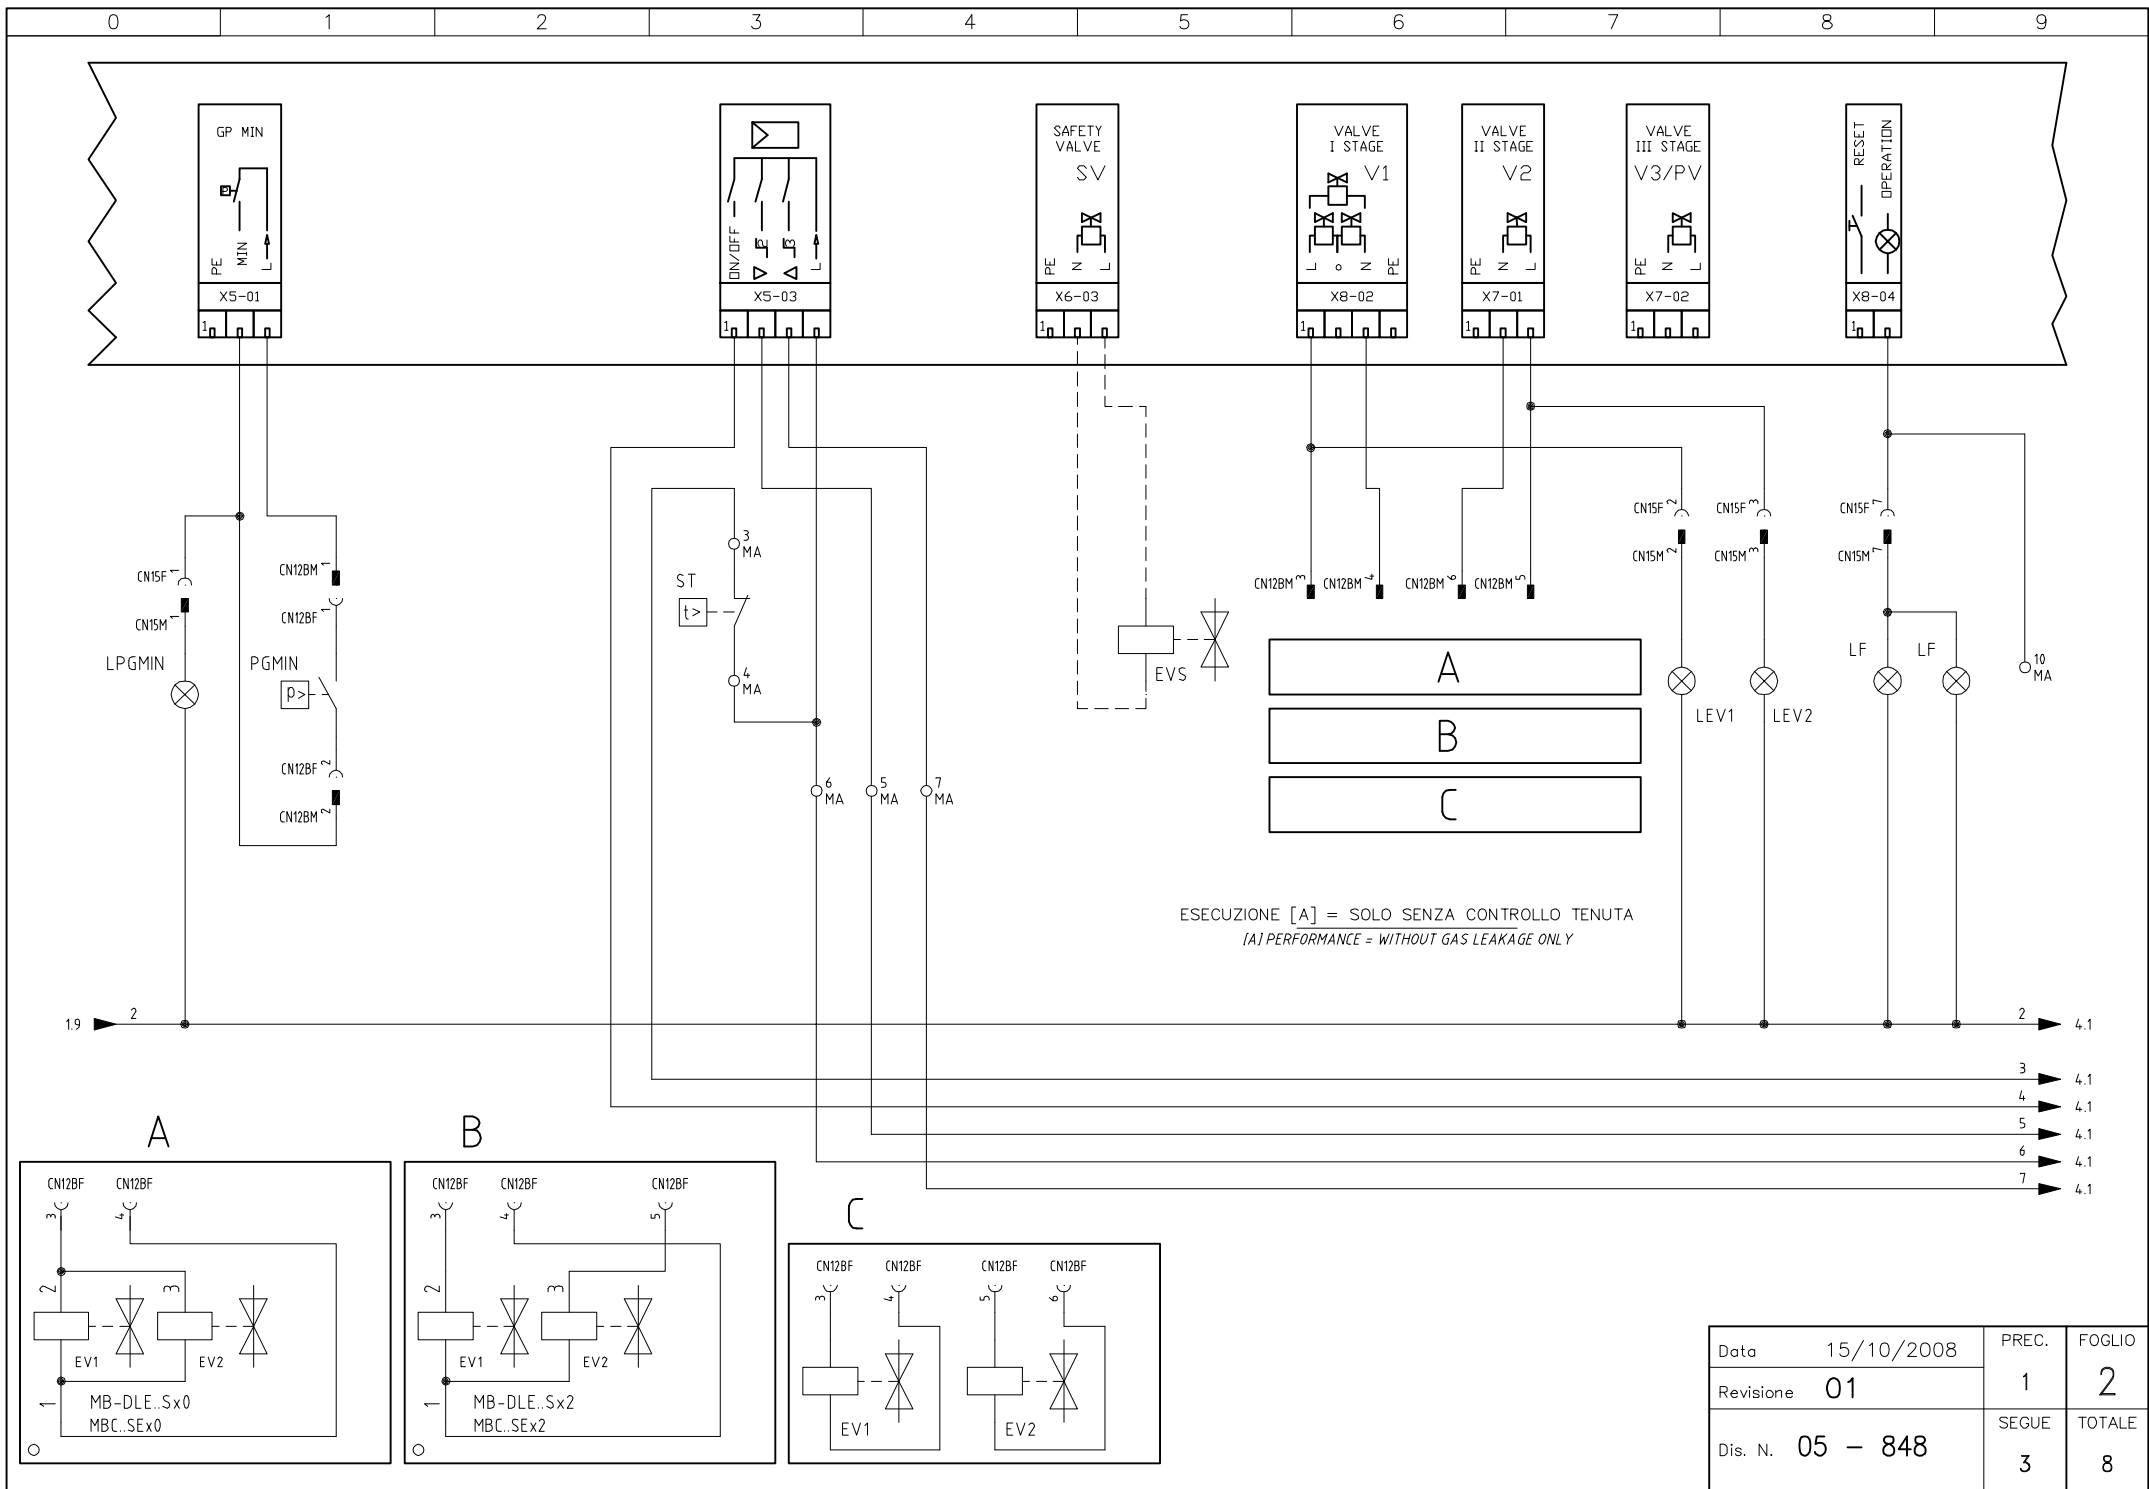 0 1 2 3 4 5 6 7 8 9
GP MIN
PE
MIN
L
X5-01
1
ON/OFF
2
3
L
X5-03
1
SAFETY
VALVE
SV
PE
N
L
X6-03
1
VALVE
I STAGE
V1
L
N
PE
X8-02
1
VALVE
II STAGE
V2
PE
N
L
X7-01
1
VALVE
III STAGE
V3/PV
PE
N
L
X7-02
1
RESET
OPERATION
X8-04
1
CN15F 1
CN15M 1
LPGMIN
CN12BM 1
CN12BF 1
PGMIN
p>
CN12BF 2
CN12BM 2
3
MA
ST
t>
4
MA
6
MA
5
MA
7
MA
EVS
CN12BM 3
CN12BM 4
CN12BM 6
CN12BM 5
A
B
C
CN15F 2
CN15M 2
LEV1
CN15F 3
CN15M 3
LEV2
CN15F 7
CN15M 7
LF
LF
10
MA
ESECUZIONE [A] = SOLO SENZA CONTROLLO TENUTA
[A] PERFORMANCE = WITHOUT GAS LEAKAGE ONLY
1.9 2 2 4.1
3 4.1
4 4.1
5 4.1
6 4.1
7 4.1
A
CN12BF CN12BF
3 4
2 3
EV1 EV2
1
MB-DLE..Sx0
MBC..SEx0
B
CN12BF CN12BF CN12BF
3 4 5
2 3
EV1 EV2
1
MB-DLE..Sx2
MBC..SEx2
C
CN12BF CN12BF CN12BF CN12BF
3 4 5 6
EV1 EV2
Data 15/10/2008
Revisione 01
Dis. N. 05 - 848
PREC.
1
FOGLIO
2
SEGUE
3
TOTALE
8